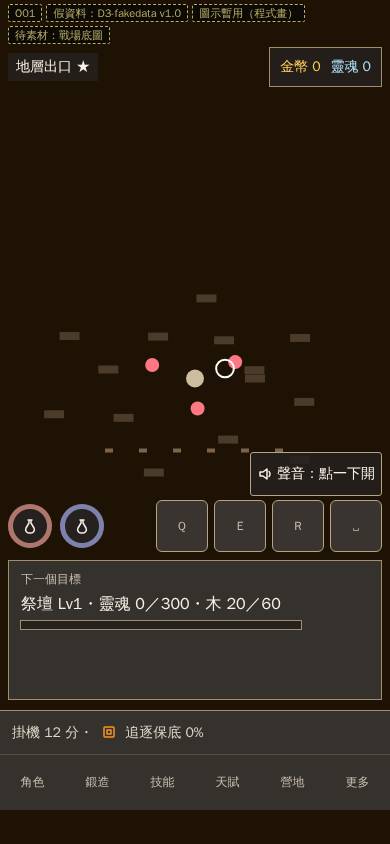 001 假資料：D3-fakedata v1.0 圖示暫用（程式畫）
待素材：戰場底圖
地層出口 ★ 金幣 0 靈魂 0
聲音：點一下開
Q E R ␣
下一個目標
祭壇 Lv1・靈魂 0／300・木 20／60
掛機 12 分・ 追逐保底 0%
角色 鍛造 技能 天賦 營地 更多